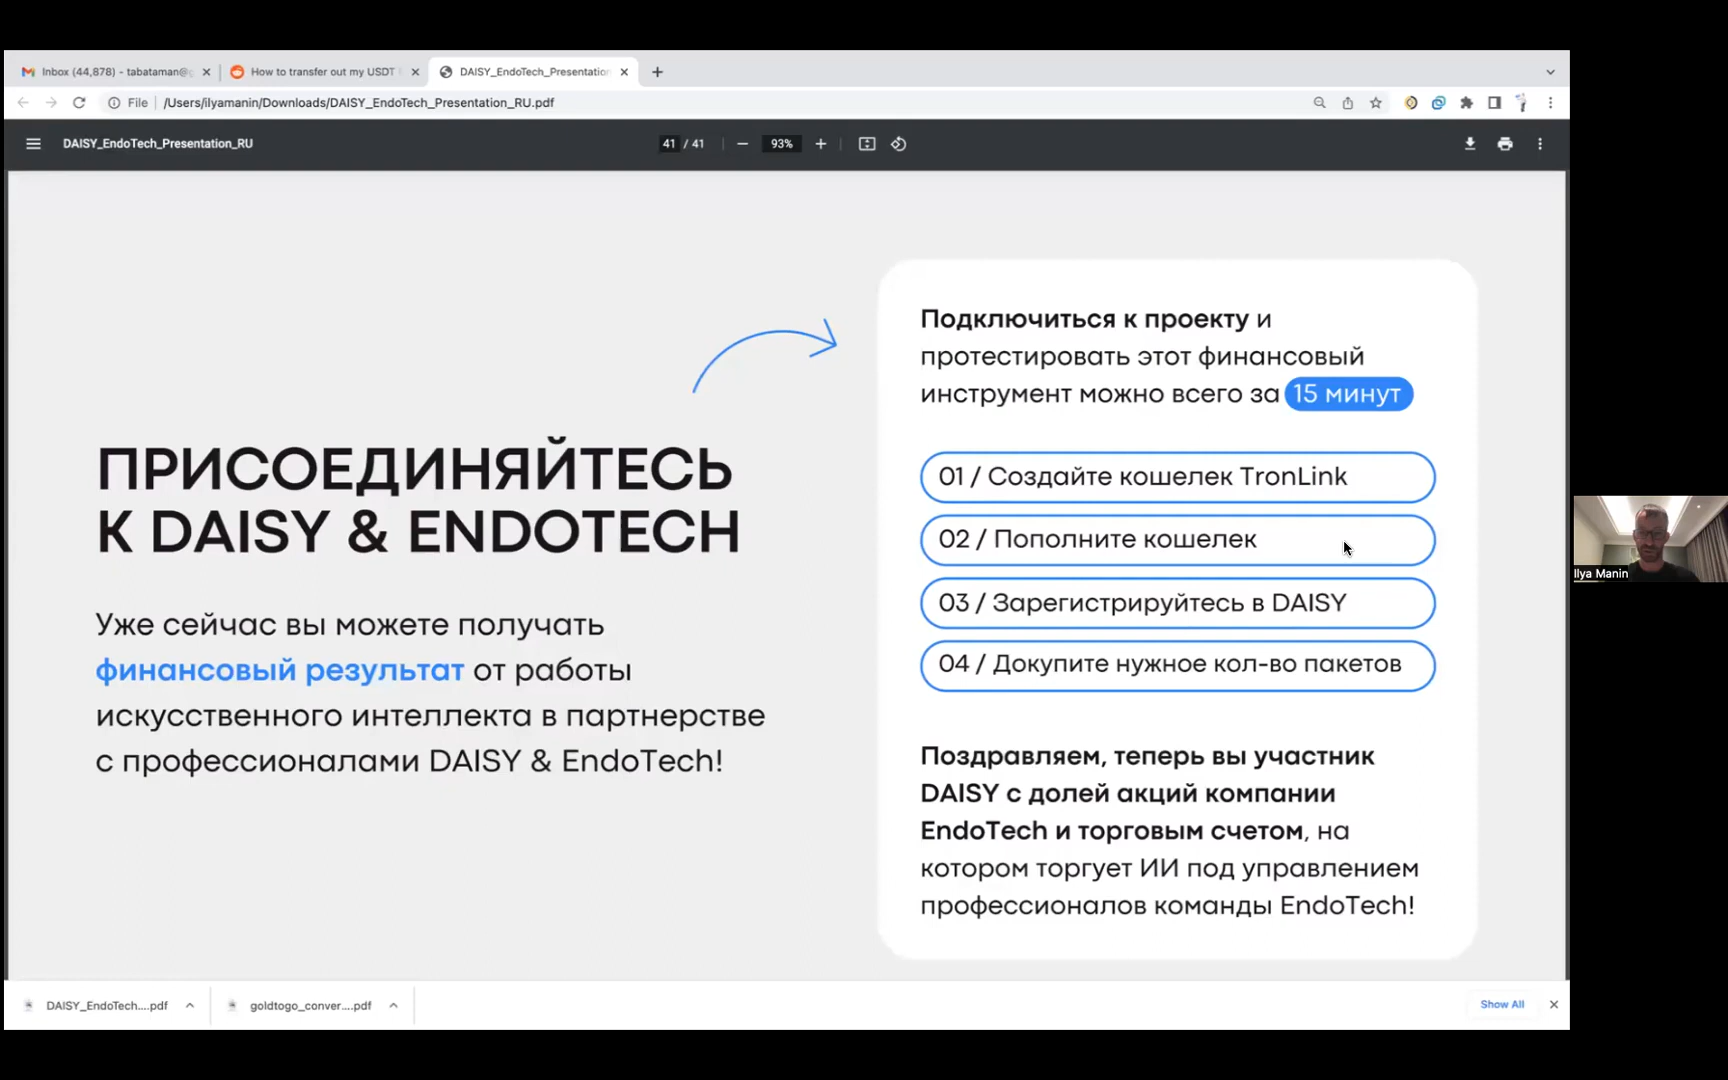 Inbox (44,878) - tabataman@g
How to transfer out my USDT
DAISY_EndoTech_Presentation
File
/Users/ilyamanin/Downloads/DAISY_EndoTech_Presentation_RU.pdf
DAISY_EndoTech_Presentation_RU
41 / 41
93%
ПРИСОЕДИНЯЙТЕСЬ
К DAISY & ENDOTECH
Уже сейчас вы можете получать
финансовый результат от работы
искусственного интеллекта в партнерстве
с профессионалами DAISY & EndoTech!
Подключиться к проекту и
протестировать этот финансовый
инструмент можно всего за 15 минут
01 / Создайте кошелек TronLink
02 / Пополните кошелек
03 / Зарегистрируйтесь в DAISY
04 / Докупите нужное кол-во пакетов
Поздравляем, теперь вы участник
DAISY с долей акций компании
EndoTech и торговым счетом, на
котором торгует ИИ под управлением
профессионалов команды EndoTech!
Ilya Manin
DAISY_EndoTech....pdf
goldtogo_conver....pdf
Show All